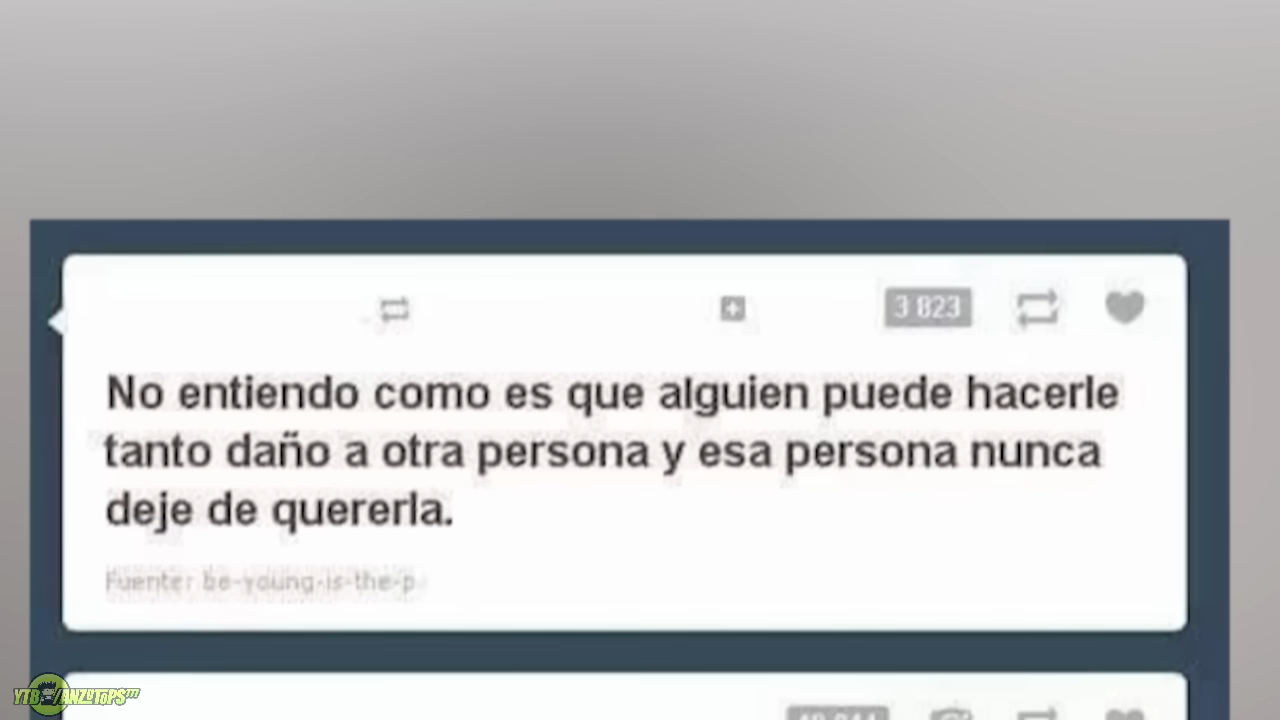 3 823
No entiendo como es que alguien puede hacerle
tanto daño a otra persona y esa persona nunca
deje de quererla.
Fuente: be-young-is-the-p